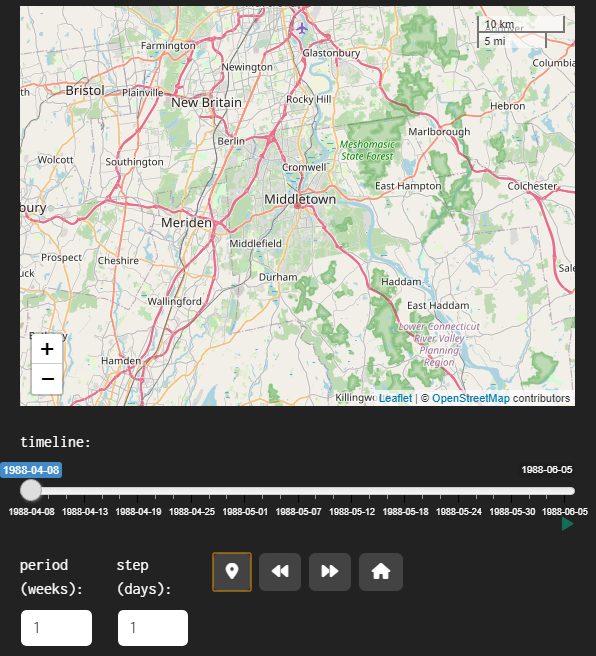 10 km
Andover
5 mi
Farmington
Glastonbury
Columbia
Newington
th
Bristol
Plainville
New Britain
Rocky Hill
Hebron
Marlborough
Berlin
Meshomasic
State Forest
Wolcott
Southington
Cromwell
East Hampton
Colchester
bury
Middletown
Meriden
Middlefield
Prospect
Cheshire
Sale
uck
Durham
Haddam
Wallingford
East Haddam
Lower Connecticut
River Valley
Planning
Region
+
Hamden
−
Killingwo
Leaflet | © OpenStreetMap contributors
timeline:
1988-04-08 1988-06-05
1988-04-08 1988-04-13 1988-04-19 1988-04-25 1988-05-01 1988-05-07 1988-05-12 1988-05-18 1988-05-24 1988-05-30 1988-06-05
period step
(weeks): (days):
1 1